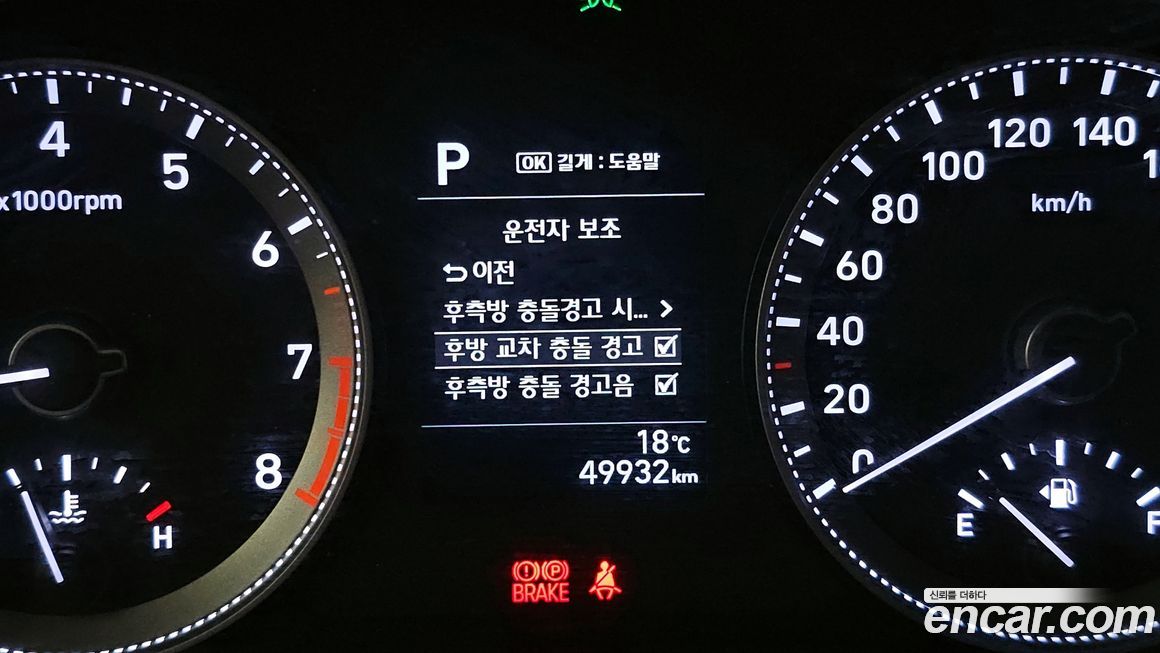 4
5
6
7
8
x1000rpm
H
P
OK 길게 : 도움말
운전자 보조
이전
후측방 충돌경고 시...
후방 교차 충돌 경고
후측방 충돌 경고음
18℃
49932km
BRAKE
0
20
40
60
80
100
120
140
km/h
E
F
신뢰를 더하다
encar.com